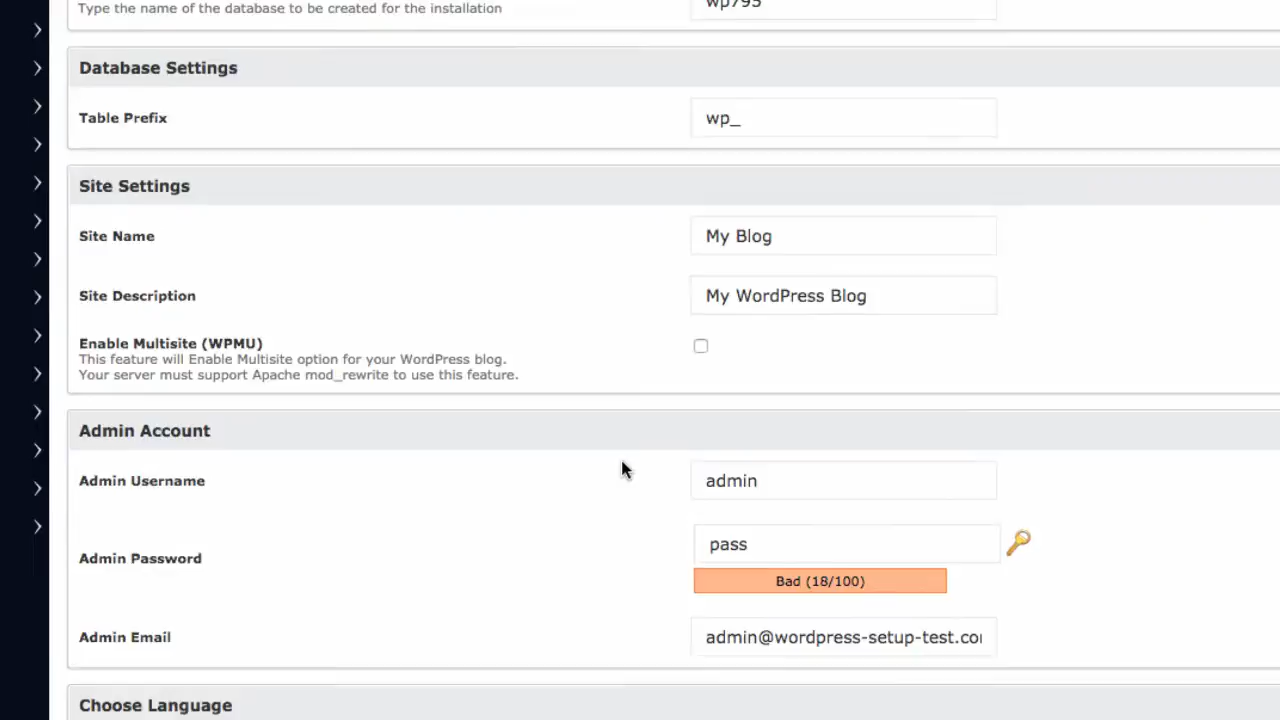 Type the name of the database to be created for the installation
wp795
Database Settings
Table Prefix
wp_
Site Settings
Site Name
My Blog
Site Description
My WordPress Blog
Enable Multisite (WPMU)
This feature will Enable Multisite option for your WordPress blog.
Your server must support Apache mod_rewrite to use this feature.
Admin Account
Admin Username
admin
Admin Password
pass
Bad (18/100)
Admin Email
admin@wordpress-setup-test.co
Choose Language